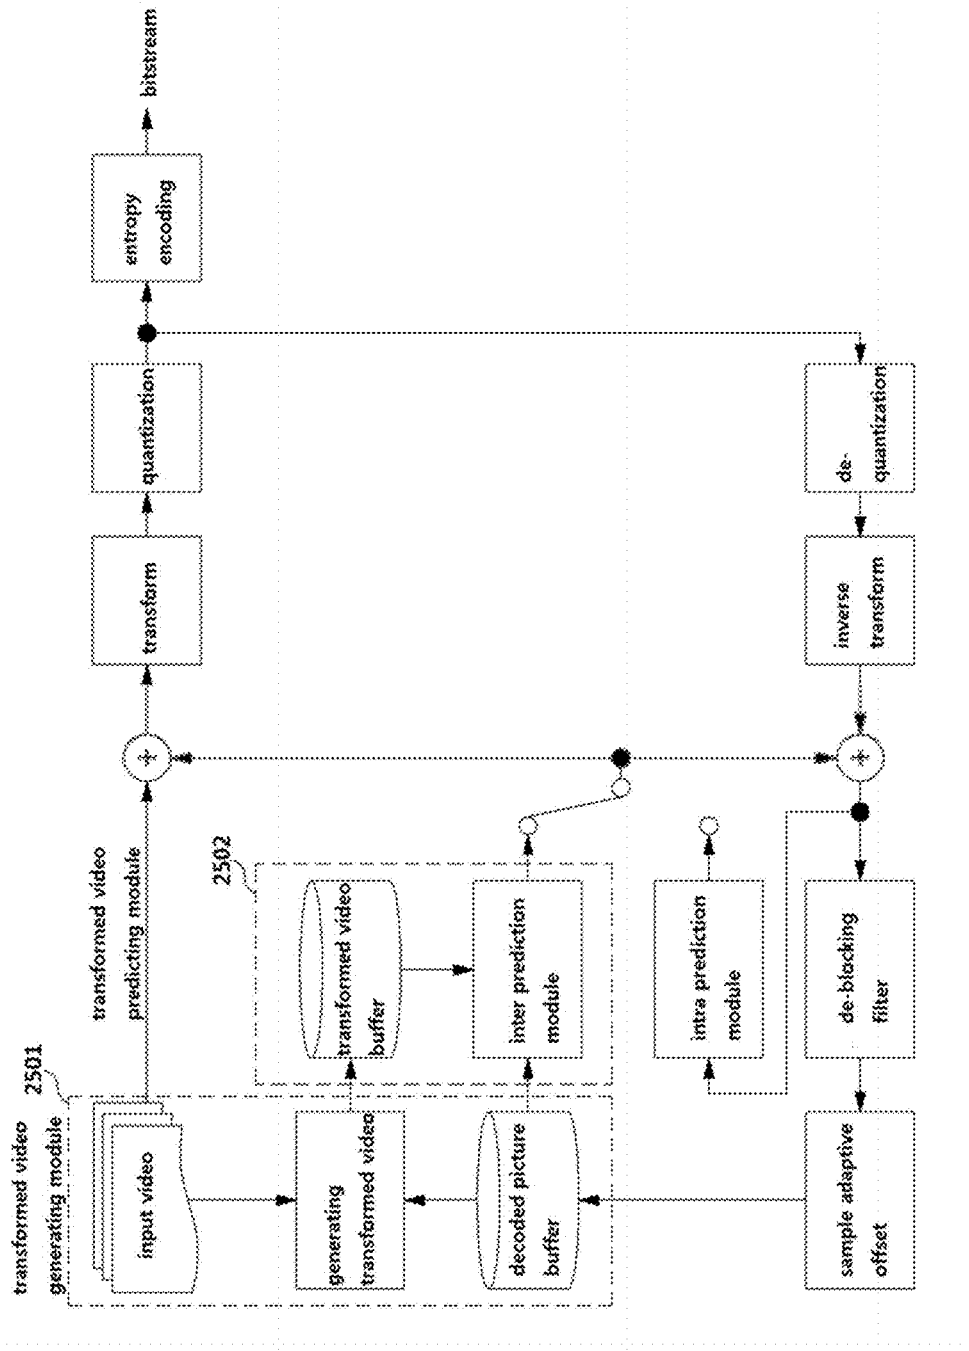 transformed video
generating module
2501
input video
generating
transformed video
decoded picture
buffer
sample adaptive
offset
transformed video
predicting module
2502
transformed video
buffer
inter prediction
module
intra prediction
module
de-blocking
filter
+
+
transform
inverse
transform
quantization
de-
quantization
entropy
encoding
bitstream